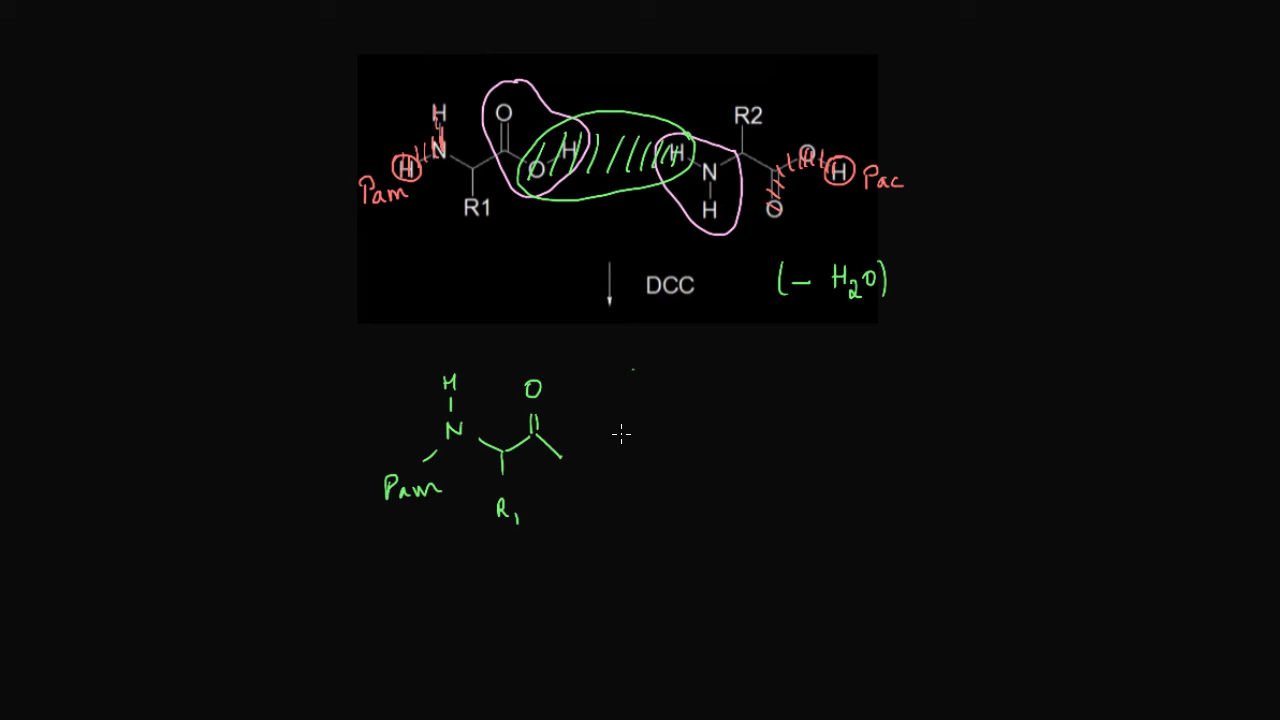 H O H H R2
H N O N O H
Pam R1 H O Pac
DCC (- H2O)
H O
N
Pam
R1